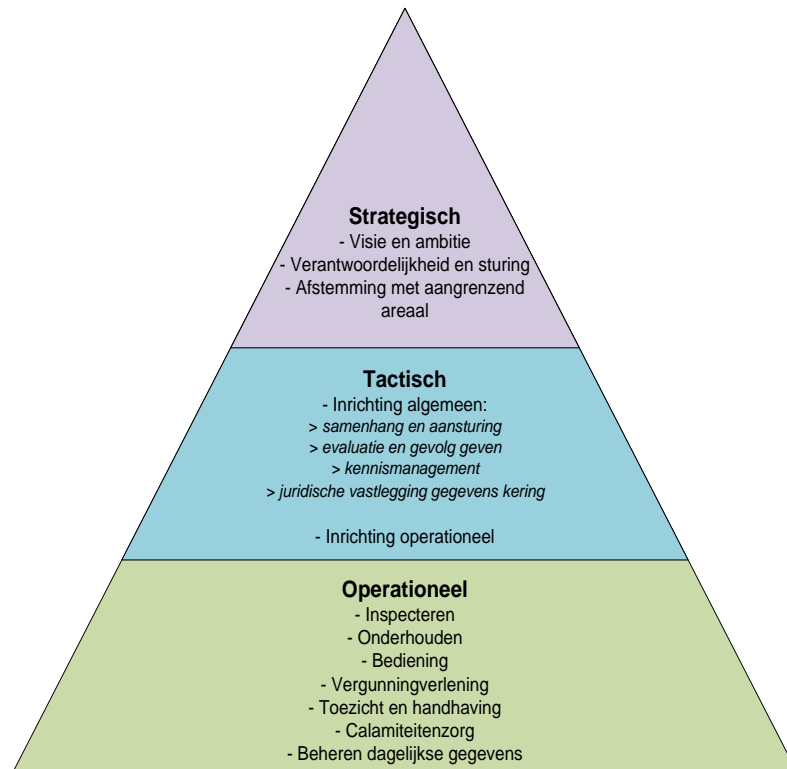 Strategisch
- Visie en ambitie
- Verantwoordelijkheid en sturing
- Afstemming met aangrenzend
areaal
Tactisch
- Inrichting algemeen:
> samenhang en aansturing
> evaluatie en gevolg geven
> kennismanagement
> juridische vastlegging gegevens kering
- Inrichting operationeel
Operationeel
- Inspecteren
- Onderhouden
- Bediening
- Vergunningverlening
- Toezicht en handhaving
- Calamiteitenzorg
- Beheren dagelijkse gegevens